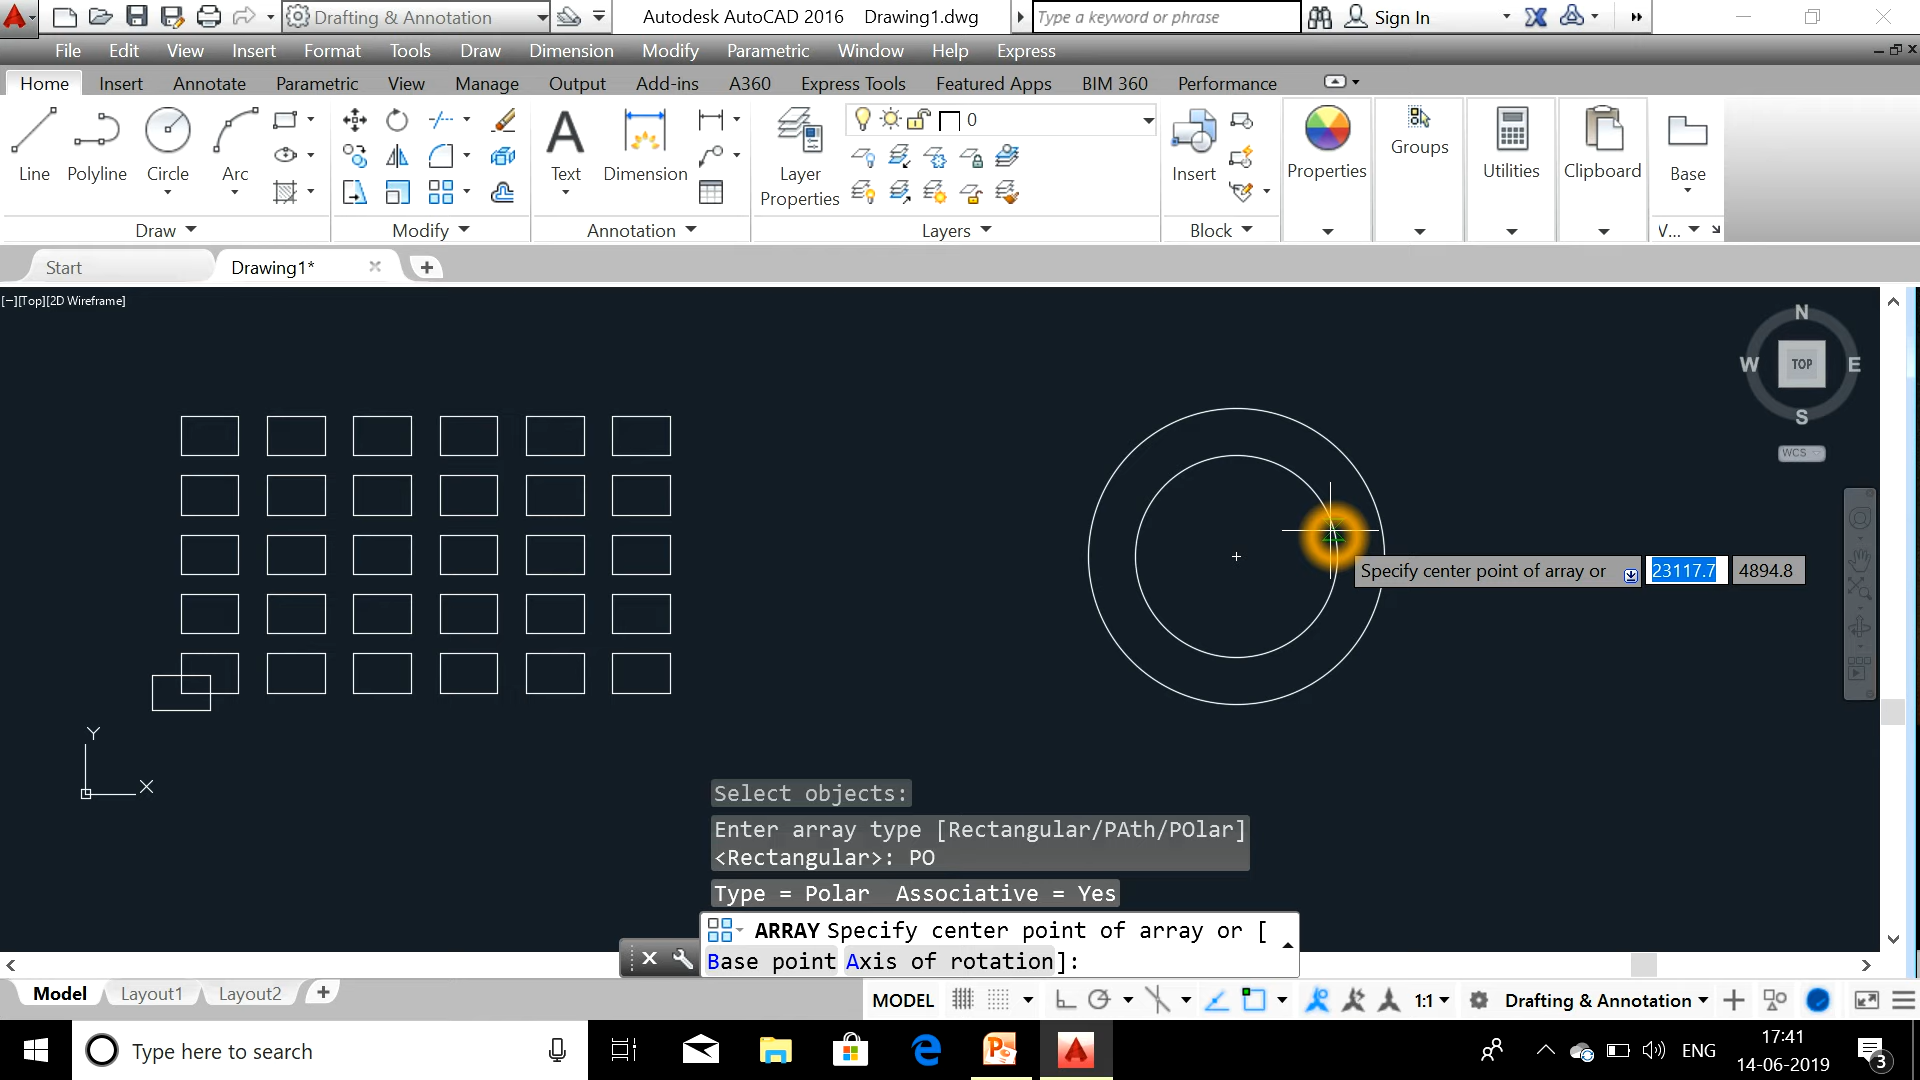 Drafting & Annotation
Autodesk AutoCAD 2016 Drawing1.dwg
Type a keyword or phrase
Sign In
File Edit View Insert Format Tools Draw Dimension Modify Parametric Window Help Express
Home Insert Annotate Parametric View Manage Output Add-ins A360 Express Tools Featured Apps BIM 360 Performance
0
Line Polyline Circle Arc
Text Dimension
Layer
Properties
Insert
Properties
Groups
Utilities
Clipboard
Base
Draw
Modify
Annotation
Layers
Block
V...
Start
Drawing1*
[−][Top][2D Wireframe]
N
W TOP E
S
WCS
Specify center point of array or 23117.7 4894.8
Y
X
Select objects:
Enter array type [Rectangular/PAth/POlar]
<Rectangular>: PO
Type = Polar Associative = Yes
ARRAY Specify center point of array or [
Base point Axis of rotation]:
Model Layout1 Layout2
MODEL
1:1
Drafting & Annotation
Type here to search
ENG
17:41
14-06-2019
3